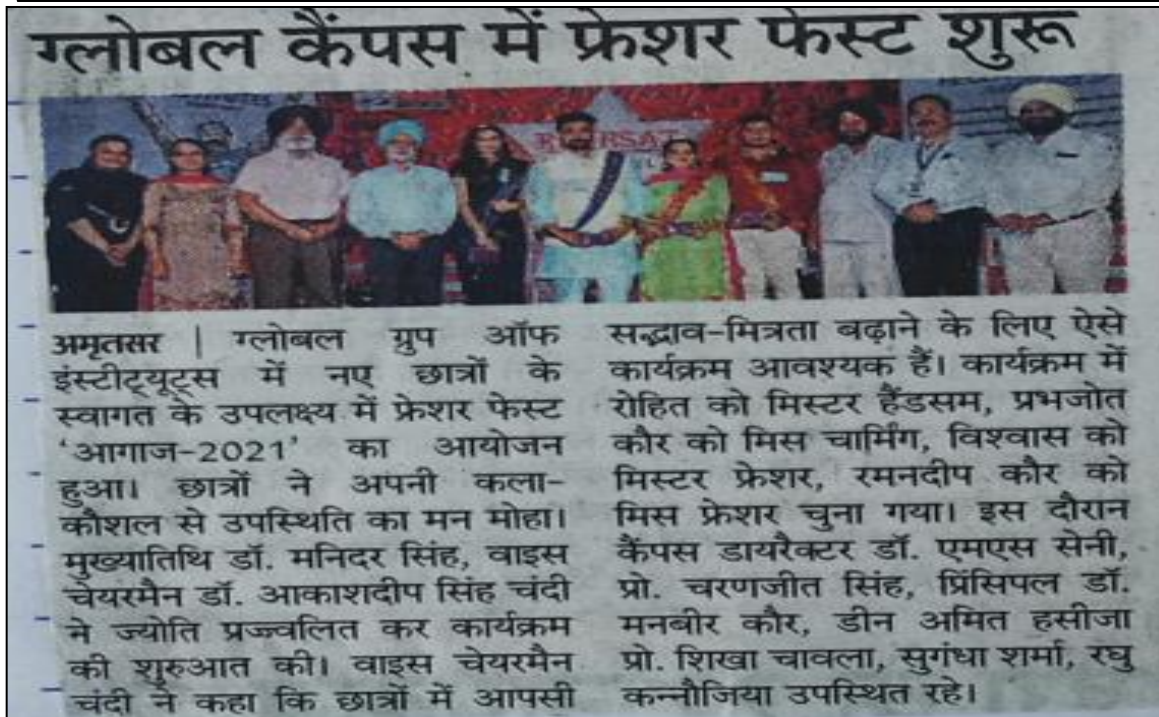 ग्लोबल कैंपस में फ्रेशर फेस्ट शुरू
अमृतसर | ग्लोबल ग्रुप ऑफ
इंस्टीट्यूट्स में नए छात्रों के
स्वागत के उपलक्ष्य में फ्रेशर फेस्ट
'आगाज-2021' का आयोजन
हुआ। छात्रों ने अपनी कला-
कौशल से उपस्थिति का मन मोहा।
मुख्यातिथि डॉ. मनिदर सिंह, वाइस
चेयरमैन डॉ. आकाशदीप सिंह चंदी
ने ज्योति प्रज्ज्वलित कर कार्यक्रम
की शुरुआत की। वाइस चेयरमैन
चंदी ने कहा कि छात्रों में आपसी
सद्भाव-मित्रता बढ़ाने के लिए ऐसे
कार्यक्रम आवश्यक हैं। कार्यक्रम में
रोहित को मिस्टर हैंडसम, प्रभजोत
कौर को मिस चार्मिंग, विश्वास को
मिस्टर फ्रेशर, रमनदीप कौर को
मिस फ्रेशर चुना गया। इस दौरान
कैंपस डायरैक्टर डॉ. एमएस सेनी,
प्रो. चरणजीत सिंह, प्रिंसिपल डॉ.
मनबीर कौर, डीन अमित हसीजा
प्रो. शिखा चावला, सुगंधा शर्मा, रघु
कन्नौजिया उपस्थित रहे।